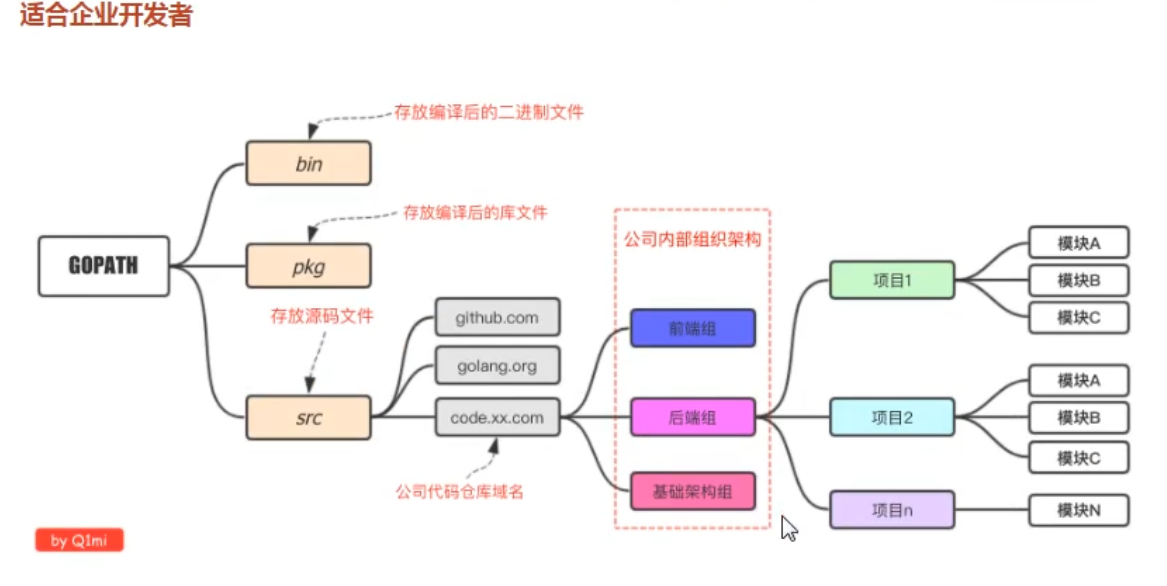 适合企业开发者
存放编译后的二进制文件
bin
存放编译后的库文件
GOPATH
pkg
存放源码文件
src
github.com
golang.org
code.xx.com
公司代码仓库域名
公司内部组织架构
前端组
后端组
基础架构组
项目1
模块A
模块B
模块C
项目2
模块A
模块B
模块C
项目n
模块N
by Q1mi